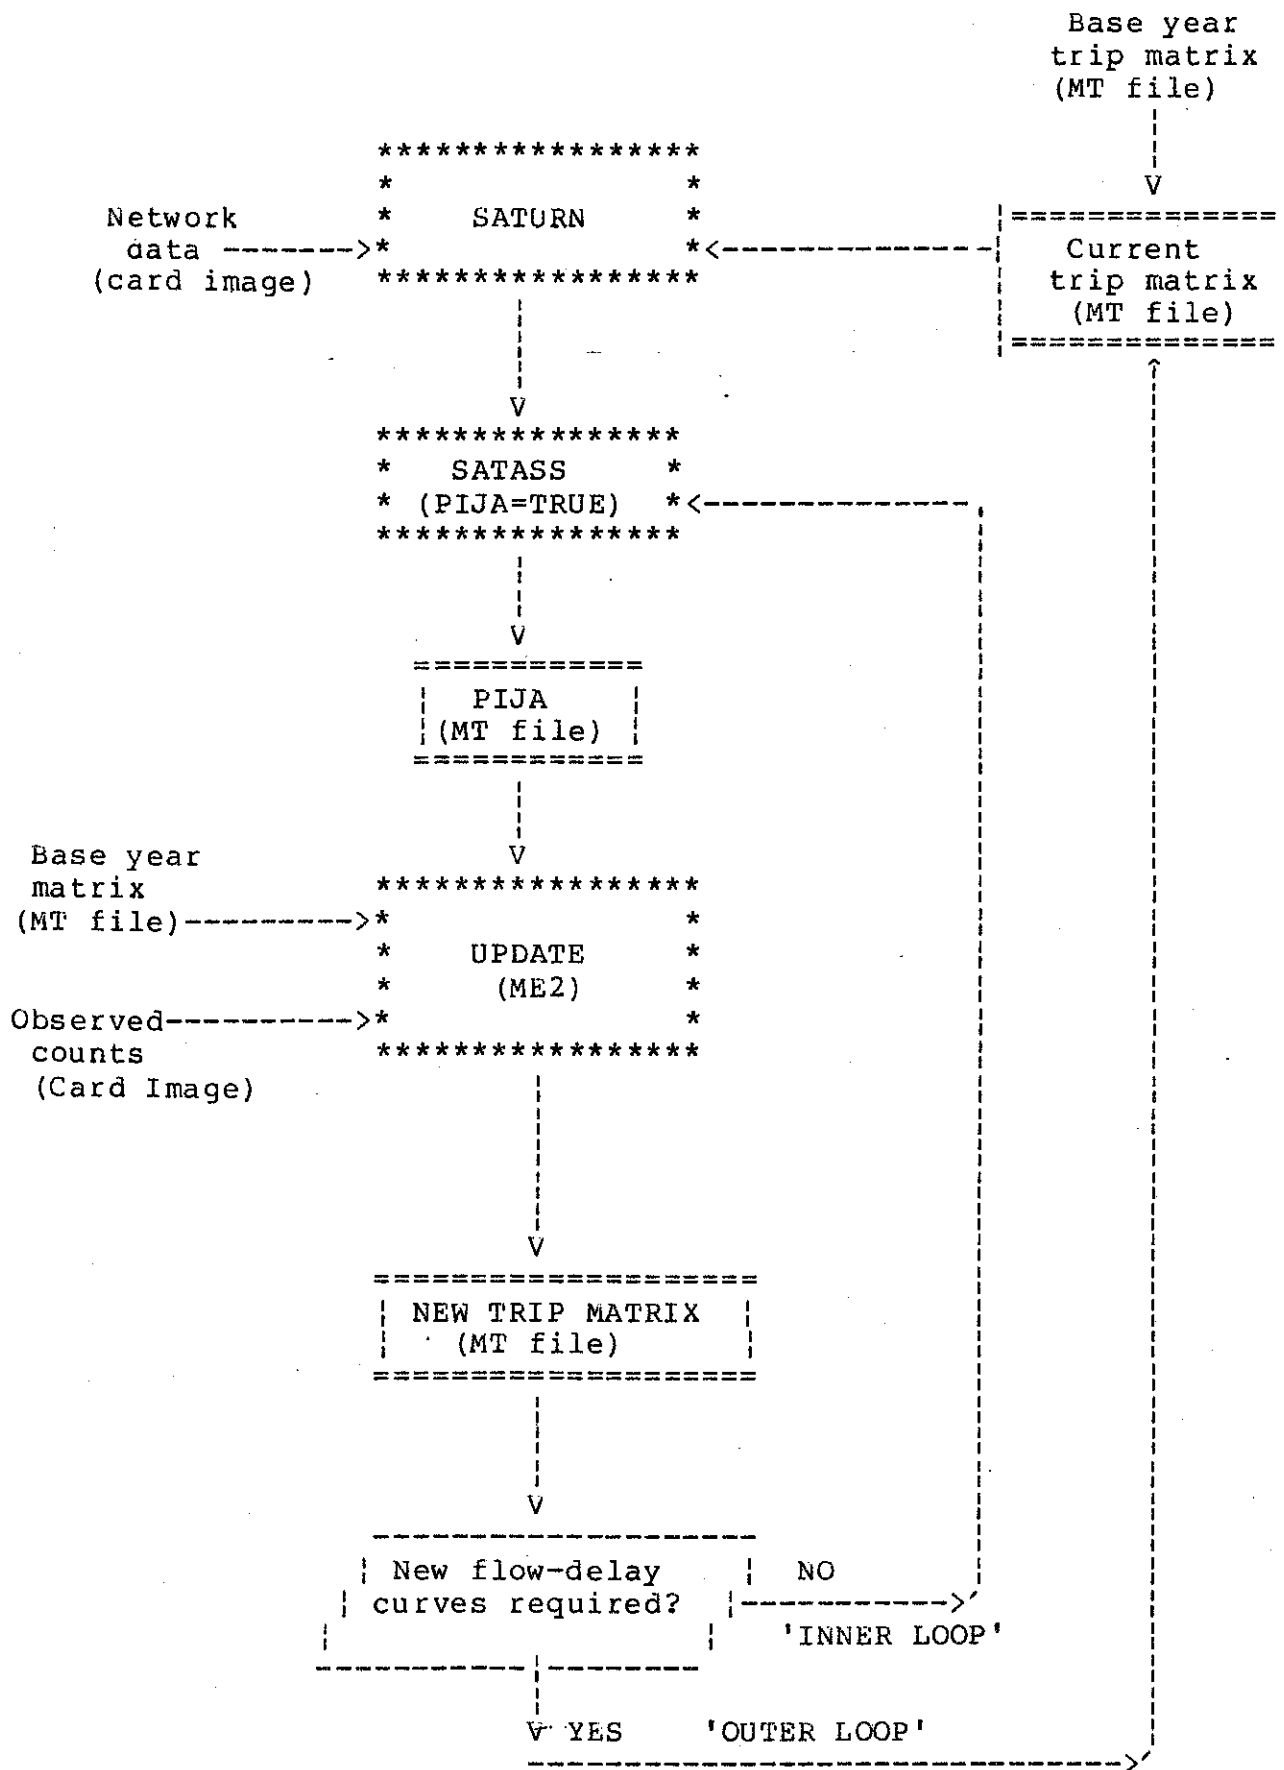 Base year
trip matrix
(MT file)
SATURN
Network
data
(card image)
Current
trip matrix
(MT file)
SATASS
(PIJA=TRUE)
PIJA
(MT file)
Base year
matrix
(MT file)
UPDATE
(ME2)
Observed
counts
(Card Image)
NEW TRIP MATRIX
(MT file)
New flow-delay
curves required?
NO
'INNER LOOP'
YES 'OUTER LOOP'